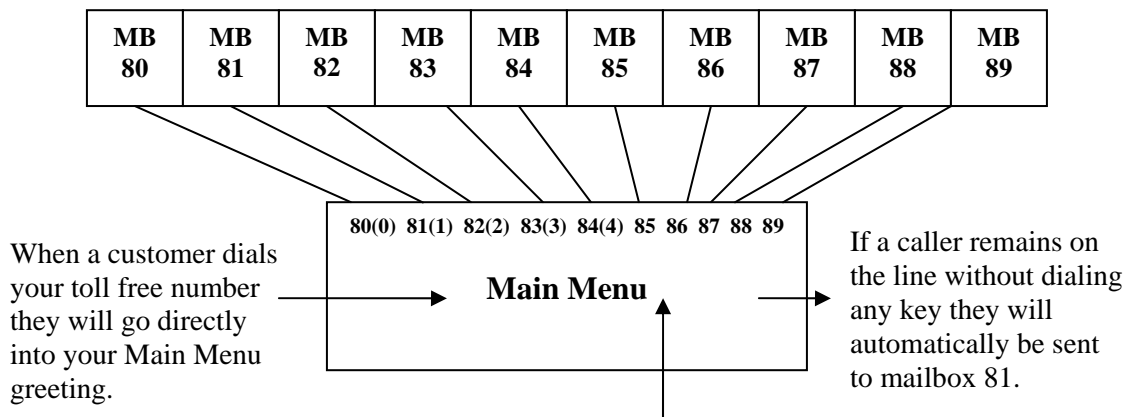 MB MB MB MB MB MB MB MB MB MB
80 81 82 83 84 85 86 87 88 89
80(0) 81(1) 82(2) 83(3) 84(4) 85 86 87 88 89
Main Menu
When a customer dials
your toll free number
they will go directly
into your Main Menu
greeting.
If a caller remains on
the line without dialing
any key they will
automatically be sent
to mailbox 81.